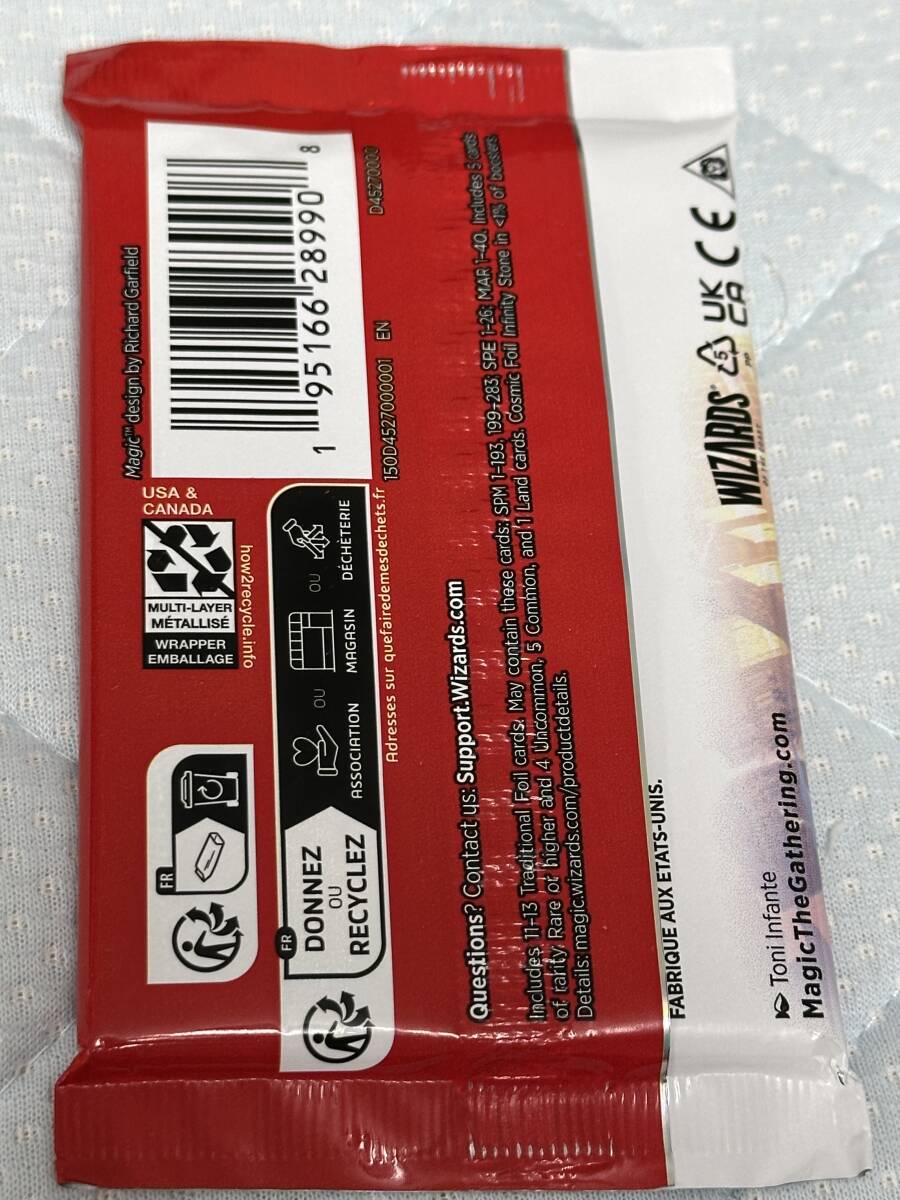 Magic™ design by Richard Garfield
1 95166 28990 8
150D4527000001 EN D45270000
USA &
CANADA
MULTI-LAYER
MÉTALLISÉ
WRAPPER
EMBALLAGE
how2recycle.info
FR
FR
DONNEZ
OU
RECYCLEZ
ASSOCIATION
OU
MAGASIN
OU
DÉCHÈTERIE
Adresses sur quefairedemesdechets.fr
Questions? Contact us: Support.Wizards.com
Includes 11-13 Traditional Foil cards. May contain these cards: SPM 1-193, 199-283; SPE 1-26; MAR 1-40. Includes 5 cards
of rarity Rare or higher and 4 Uncommon, 5 Common, and 1 Land cards. Cosmic Foil Infinity Stone in <1% of boosters
Details: magic.wizards.com/productdetails.
FABRIQUE AUX ETATS-UNIS.
WIZARDS
5
PP
UK
CA
CE
Toni Infante
MagicTheGathering.com